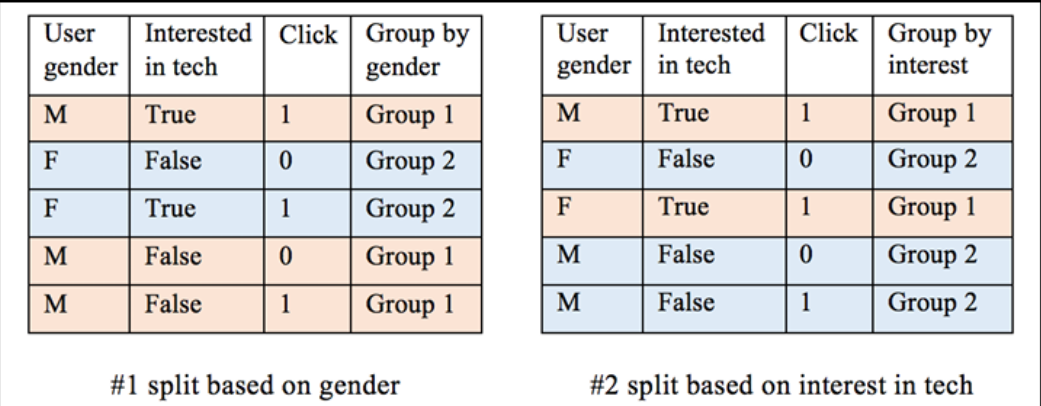 User gender Interested in tech Click Group by gender
M True 1 Group 1
F False 0 Group 2
F True 1 Group 2
M False 0 Group 1
M False 1 Group 1
#1 split based on gender
User gender Interested in tech Click Group by interest
M True 1 Group 1
F False 0 Group 2
F True 1 Group 1
M False 0 Group 2
M False 1 Group 2
#2 split based on interest in tech